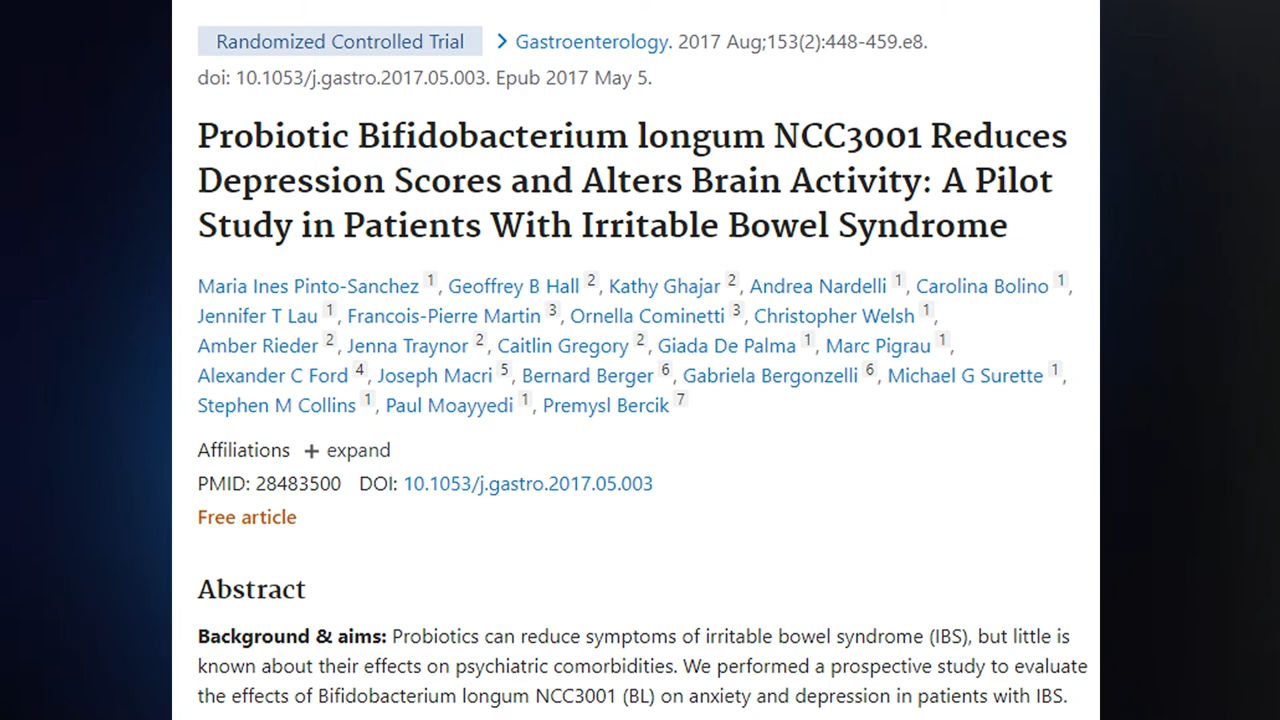 Randomized Controlled Trial > Gastroenterology. 2017 Aug;153(2):448-459.e8.
doi: 10.1053/j.gastro.2017.05.003. Epub 2017 May 5.
Probiotic Bifidobacterium longum NCC3001 Reduces
Depression Scores and Alters Brain Activity: A Pilot
Study in Patients With Irritable Bowel Syndrome
Maria Ines Pinto-Sanchez 1, Geoffrey B Hall 2, Kathy Ghajar 2, Andrea Nardelli 1, Carolina Bolino 1,
Jennifer T Lau 1, Francois-Pierre Martin 3, Ornella Cominetti 3, Christopher Welsh 1,
Amber Rieder 2, Jenna Traynor 2, Caitlin Gregory 2, Giada De Palma 1, Marc Pigrau 1,
Alexander C Ford 4, Joseph Macri 5, Bernard Berger 6, Gabriela Bergonzelli 6, Michael G Surette 1,
Stephen M Collins 1, Paul Moayyedi 1, Premysl Bercik 7
Affiliations + expand
PMID: 28483500 DOI: 10.1053/j.gastro.2017.05.003
Free article
Abstract
Background & aims: Probiotics can reduce symptoms of irritable bowel syndrome (IBS), but little is
known about their effects on psychiatric comorbidities. We performed a prospective study to evaluate
the effects of Bifidobacterium longum NCC3001 (BL) on anxiety and depression in patients with IBS.